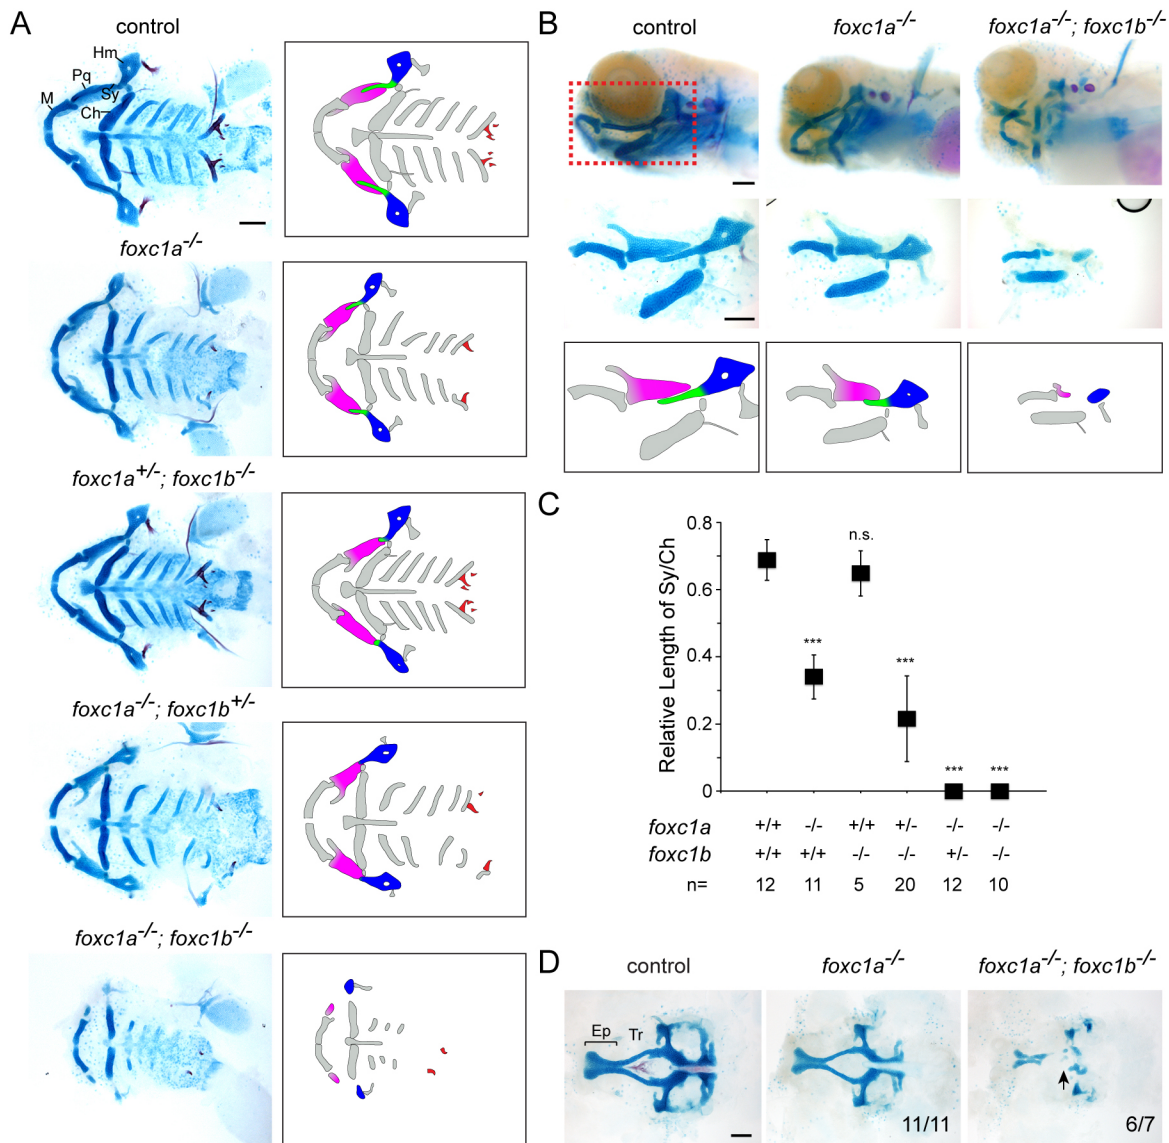 A
control
Hm
Pq
Sy
M
Ch
foxc1a-/-
foxc1a+/-; foxc1b-/-
foxc1a-/-; foxc1b+/-
foxc1a-/-; foxc1b-/-
B
control
foxc1a-/-
foxc1a-/-; foxc1b-/-
C
Relative Length of Sy/Ch
0.8
0.6
0.4
0.2
0
***
n.s.
***
***
***
foxc1a +/+ -/- +/+ +/- -/- -/-
foxc1b +/+ +/+ -/- -/- +/- -/-
n= 12 11 5 20 12 10
D
control
foxc1a-/-
foxc1a-/-; foxc1b-/-
Ep
Tr
11/11
6/7